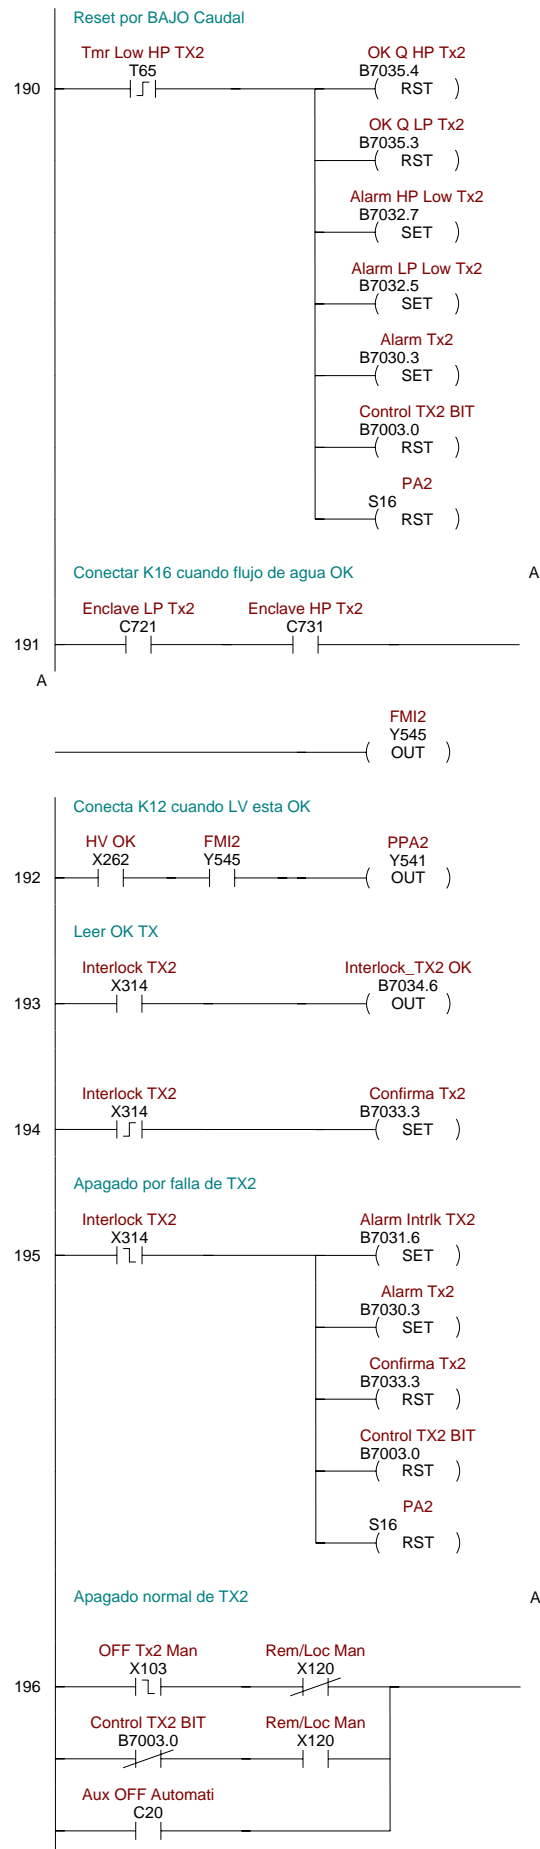 Reset por BAJO Caudal
Tmr Low HP TX2
OK Q HP Tx2
T65
B7035.4
190
RST
OK Q LP Tx2
B7035.3
RST
Alarm HP Low Tx2
B7032.7
SET
Alarm LP Low Tx2
B7032.5
SET
Alarm Tx2
B7030.3
SET
Control TX2 BIT
B7003.0
RST
PA2
S16
RST
Conectar K16 cuando flujo de agua OK
A
Enclave LP Tx2
Enclave HP Tx2
C721
C731
191
A
FMI2
Y545
OUT
Conecta K12 cuando LV esta OK
HV OK
FMI2
PPA2
X262
Y545
Y541
192
OUT
Leer OK TX
Interlock TX2
Interlock_TX2 OK
X314
B7034.6
193
OUT
Interlock TX2
Confirma Tx2
X314
B7033.3
194
SET
Apagado por falla de TX2
Interlock TX2
Alarm Intrlk TX2
X314
B7031.6
195
SET
Alarm Tx2
B7030.3
SET
Confirma Tx2
B7033.3
RST
Control TX2 BIT
B7003.0
RST
PA2
S16
RST
Apagado normal de TX2
A
OFF Tx2 Man
Rem/Loc Man
X103
X120
196
Control TX2 BIT
Rem/Loc Man
B7003.0
X120
Aux OFF Automati
C20